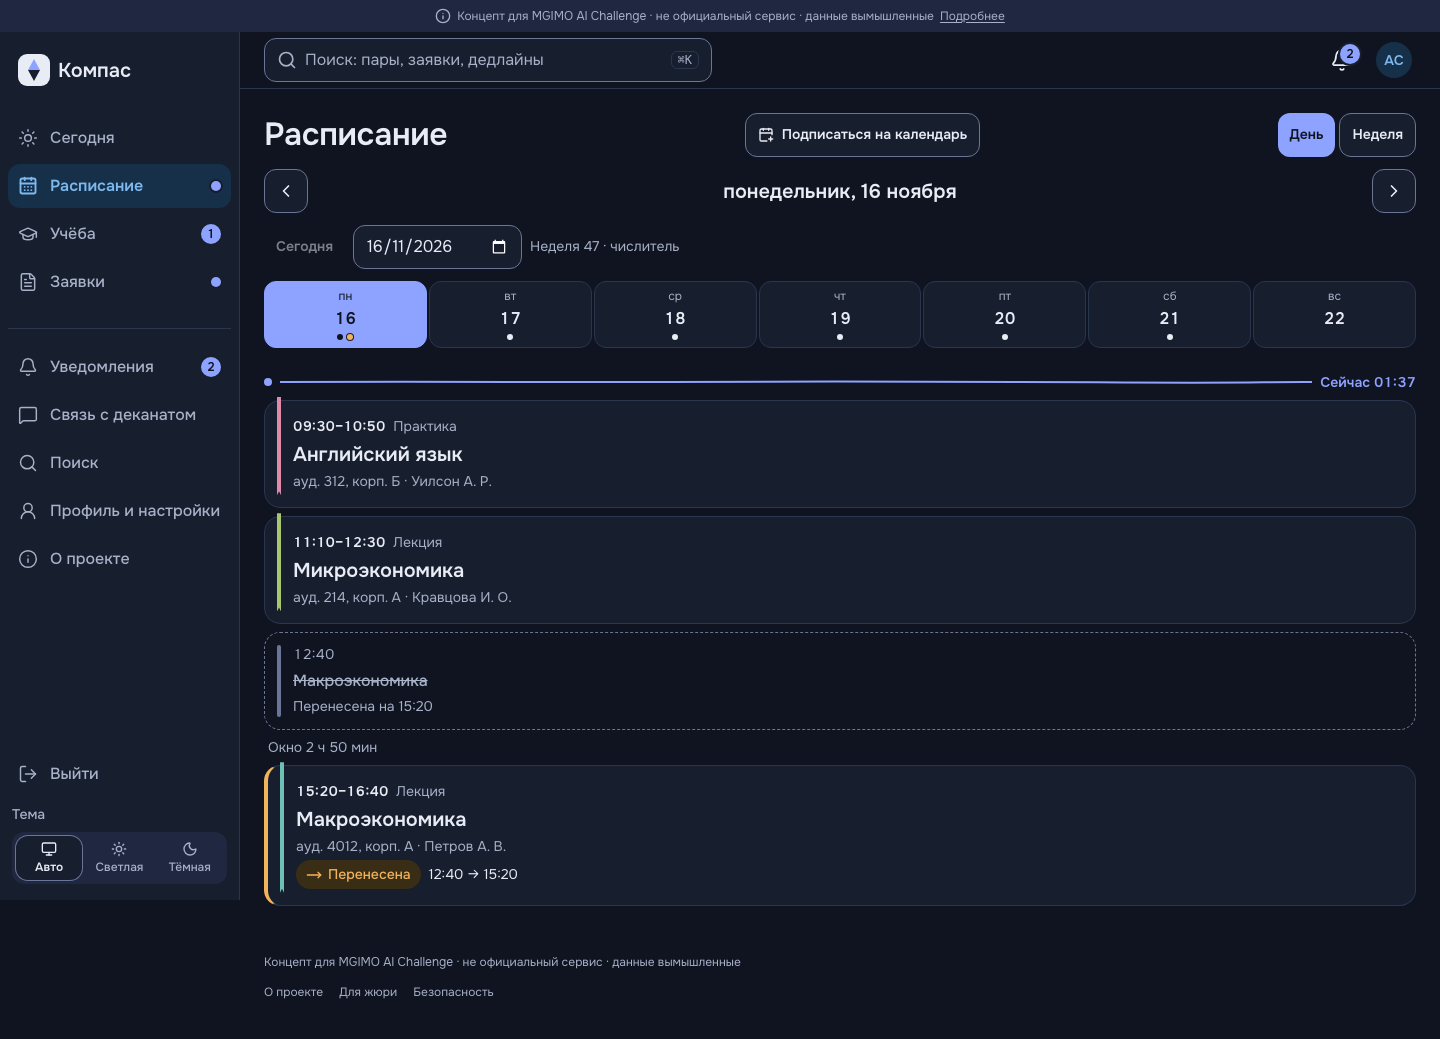 Концепт для MGIMO AI Challenge · не официальный сервис · данные вымышленные Подробнее
Компас
Поиск: пары, заявки, дедлайны
⌘K
2
АС
Сегодня
Расписание
Учёба
1
Заявки
Уведомления
2
Связь с деканатом
Поиск
Профиль и настройки
О проекте
Выйти
Тема
Авто
Светлая
Тёмная
Расписание
Подписаться на календарь
День
Неделя
понедельник, 16 ноября
Сегодня
16/11/2026
Неделя 47 · числитель
пн
16
вт
17
ср
18
чт
19
пт
20
сб
21
вс
22
Сейчас 01:37
09:30–10:50 Практика
Английский язык
ауд. 312, корп. Б · Уилсон А. Р.
11:10–12:30 Лекция
Микроэкономика
ауд. 214, корп. А · Кравцова И. О.
12:40
Макроэкономика
Перенесена на 15:20
Окно 2 ч 50 мин
15:20–16:40 Лекция
Макроэкономика
ауд. 4012, корп. А · Петров А. В.
→ Перенесена 12:40 → 15:20
Концепт для MGIMO AI Challenge · не официальный сервис · данные вымышленные
О проекте Для жюри Безопасность